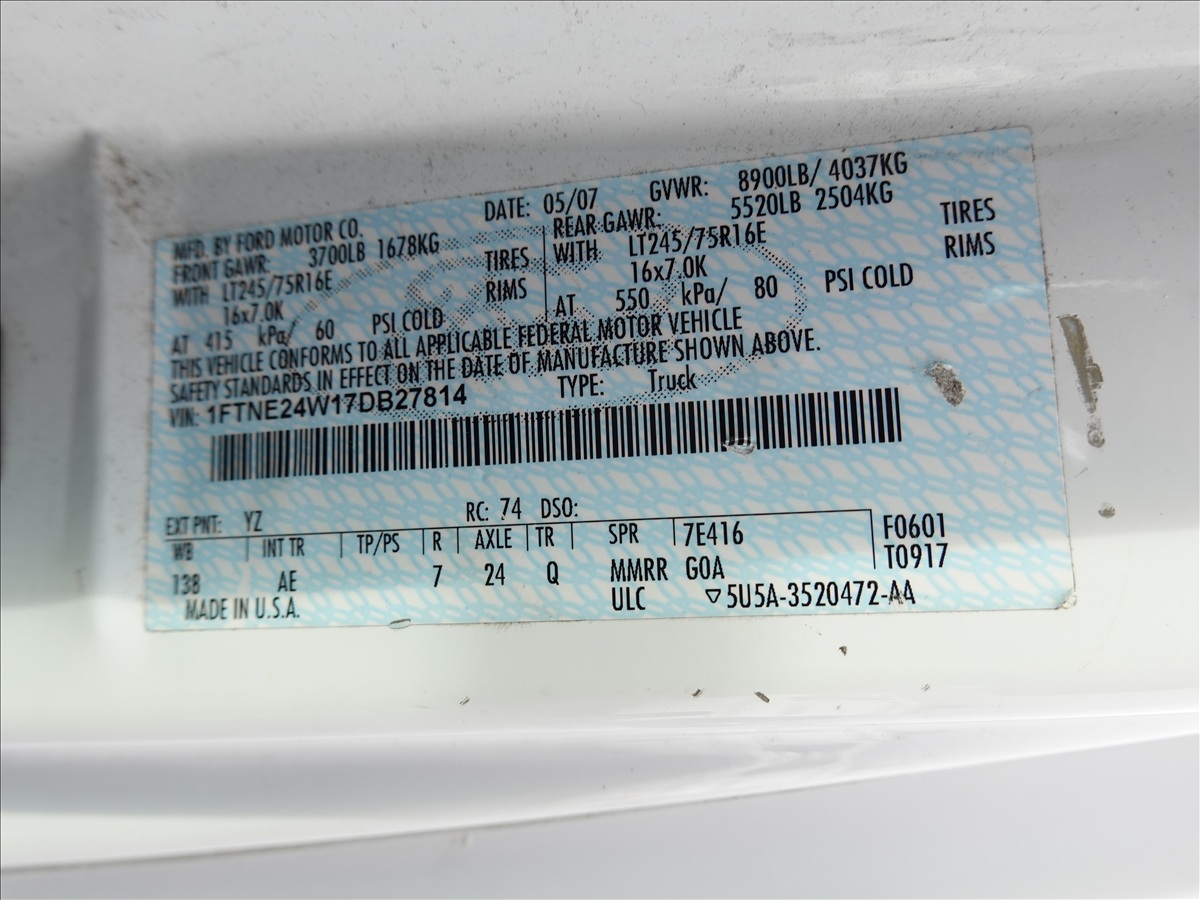 MFD. BY FORD MOTOR CO.
DATE: 05/07 GVWR: 8900LB/ 4037KG
FRONT GAWR: 3700LB 1678KG
REAR GAWR: 5520LB 2504KG
WITH LT245/75R16E TIRES
WITH LT245/75R16E TIRES
16x7.0K RIMS
16x7.0K RIMS
AT 415 kPa/ 60 PSI COLD
AT 550 kPa/ 80 PSI COLD
THIS VEHICLE CONFORMS TO ALL APPLICABLE FEDERAL MOTOR VEHICLE
SAFETY STANDARDS IN EFFECT ON THE DATE OF MANUFACTURE SHOWN ABOVE.
VIN: 1FTNE24W17DB27814 TYPE: Truck
EXT PNT: YZ RC: 74 DSO:
WB INT TR TP/PS R AXLE TR SPR 7E416 F0601
138 AE 7 24 Q MMRR GOA T0917
MADE IN U.S.A. ULC ▽5U5A-3520472-AA